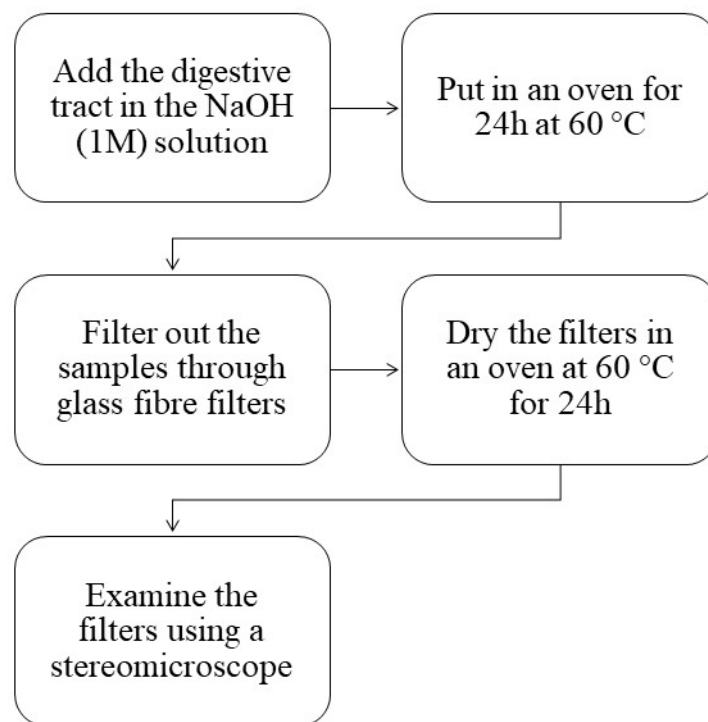 Add the digestive
tract in the NaOH
(1M) solution
Put in an oven for
24h at 60 °C
Filter out the
samples through
glass fibre filters
Dry the filters in
an oven at 60 °C
for 24h
Examine the
filters using a
stereomicroscope